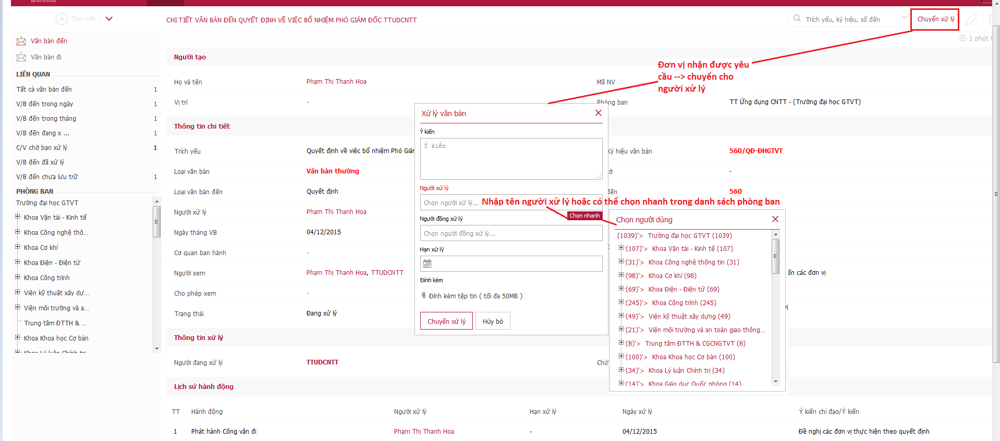 THE WAY TO SUCCESS
Tạo mới
CHI TIẾT VĂN BẢN ĐẾN QUYẾT ĐỊNH VỀ VIỆC BỔ NHIỆM PHÓ GIÁM ĐỐC TTUDCNTT
Trích yếu, ký hiệu, số đến
Chuyển xử lý
1 phút t
Văn bản đến
Văn bản đi
LIÊN QUAN
Tất cả văn bản đến 1
V/B đến trong ngày 1
V/B đến trong tháng 1
V/B đến đang x ... 1
C/V chờ bạn xử lý 1
V/B đến đã xử lý
V/B đến chưa lưu trữ 1
PHÒNG BAN
Trường đại học GTVT
Khoa Vận tải - Kinh tế
Khoa Công nghệ thô...
Khoa Cơ khí
Khoa Điện - Điện tử
Khoa Công trình
Viện kỹ thuật xây dự...
Viện môi trường và a...
Trung tâm ĐTTH & ...
Khoa Khoa học Cơ bản
Khoa Lý luận Chính trị
Người tạo
Họ và tên
Phạm Thị Thanh Hoa
Mã NV
Vị trí
-
Phòng ban
TT Ứng dụng CNTT - (Trường đại học GTVT)
Đơn vị nhận được yêu
cầu --> chuyển cho
người xử lý
Thông tin chi tiết
Trích yếu
Quyết định về việc bổ nhiệm Phó Giám
Ký hiệu văn bản
560/QĐ-ĐHGTVT
Loại văn bản
Văn bản thường
tờ
-
Loại văn bản đến
Quyết định
đến
560
Người xử lý
Phạm Thị Thanh Hoa
Ngày tháng VB
04/12/2015
Cơ quan ban hành
-
Người xem
Phạm Thị Thanh Hoa, TTUDCNTT
ến các đơn vị
Cho phép xem
-
vị
Trạng thái
Đang xử lý
Thông tin xử lý
Người đang xử lý
TTUDCNTT
Chứ
Xử lý văn bản
Ý kiến
Ý kiến
Người xử lý
Chọn người xử lý...
Nhập tên người xử lý hoặc có thể chọn nhanh trong danh sách phòng ban
Chọn nhanh
Người đồng xử lý
Chọn người đồng xử lý...
Hạn xử lý
Đính kèm
Đính kèm tệp tin ( tối đa 50MB )
Chuyển xử lý
Hủy bỏ
Chọn người dùng
(1039)'> Trường đại học GTVT (1039)
(107)'> Khoa Vận tải - Kinh tế (107)
(31)'> Khoa Công nghệ thông tin (31)
(98)'> Khoa Cơ khí (98)
(69)'> Khoa Điện - Điện tử (69)
(245)'> Khoa Công trình (245)
(49)'> Viện kỹ thuật xây dựng (49)
(21)'> Viện môi trường và an toàn giao thông...
(8)'> Trung tâm ĐTTH & CGCNGTVT (8)
(100)'> Khoa Khoa học Cơ bản (100)
(34)'> Khoa Lý luận Chính trị (34)
(14)'> Khoa Giáo dục Quốc phòng (14)
Lịch sử hành động
TT Hành động Người xử lý Hạn xử lý Ngày xử lý Ý kiến chỉ đạo/Ý kiến
1 Phát hành Công văn đi Phạm Thị Thanh Hoa - 04/12/2015 Đề nghị các đơn vị thực hiện theo quyết định